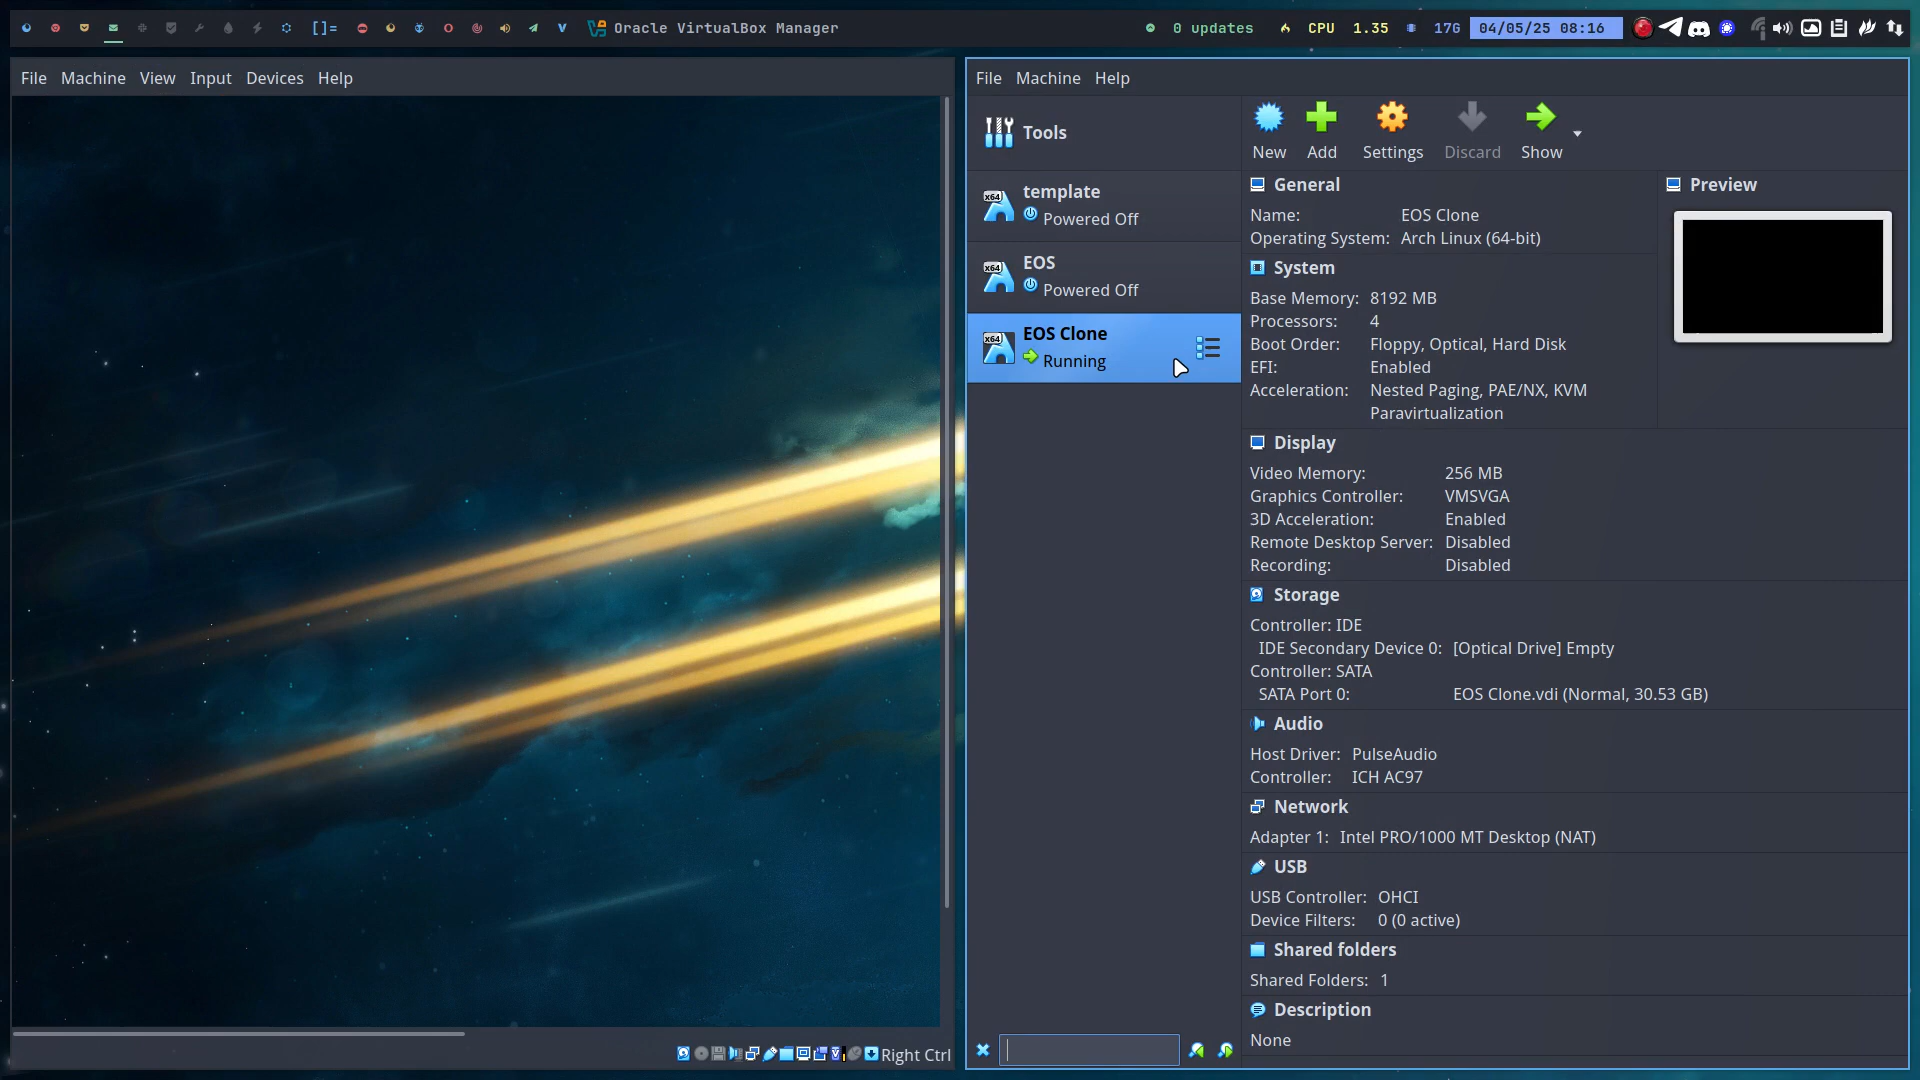 []=
Oracle VirtualBox Manager
0 updates
CPU 1.35
17G
04/05/25 08:16
File Machine View Input Devices Help
Right Ctrl
File Machine Help
Tools
x64
template
Powered Off
x64
EOS
Powered Off
x64
EOS Clone
Running
New Add Settings Discard Show
General
Name: EOS Clone
Operating System: Arch Linux (64-bit)
Preview
System
Base Memory: 8192 MB
Processors: 4
Boot Order: Floppy, Optical, Hard Disk
EFI: Enabled
Acceleration: Nested Paging, PAE/NX, KVM
Paravirtualization
Display
Video Memory: 256 MB
Graphics Controller: VMSVGA
3D Acceleration: Enabled
Remote Desktop Server: Disabled
Recording: Disabled
Storage
Controller: IDE
IDE Secondary Device 0: [Optical Drive] Empty
Controller: SATA
SATA Port 0: EOS Clone.vdi (Normal, 30.53 GB)
Audio
Host Driver: PulseAudio
Controller: ICH AC97
Network
Adapter 1: Intel PRO/1000 MT Desktop (NAT)
USB
USB Controller: OHCI
Device Filters: 0 (0 active)
Shared folders
Shared Folders: 1
Description
None